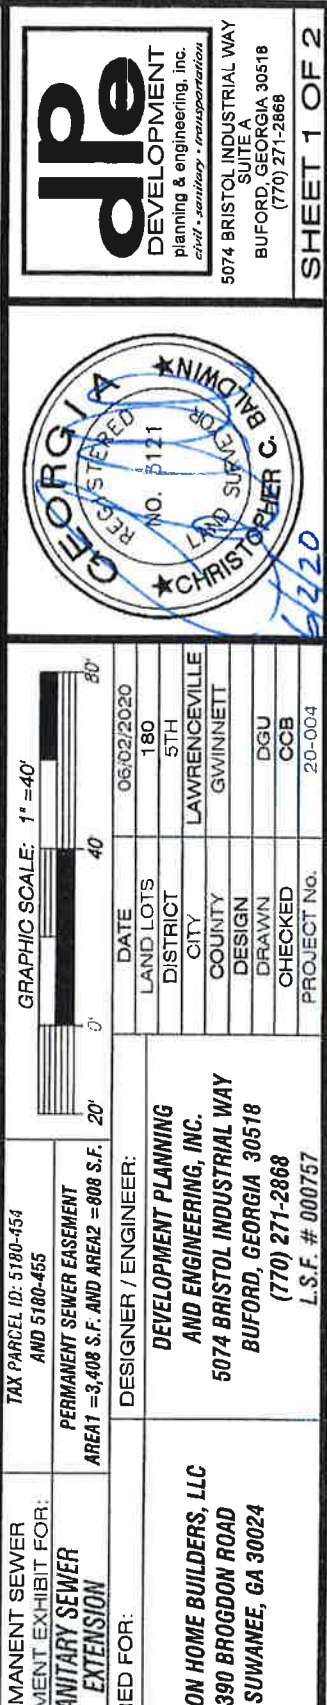 MANENT SEWER
MENT EXHIBIT FOR:
ANITARY SEWER
EXTENSION
ED FOR:
ON HOME BUILDERS, LLC
390 BROGDON ROAD
SUWANEE, GA 30024
TAX PARCEL ID: 5180-454
AND 5180-455
PERMANENT SEWER EASEMENT
AREA1 =3,408 S.F. AND AREA2 =808 S.F.
DESIGNER / ENGINEER:
DEVELOPMENT PLANNING
AND ENGINEERING, INC.
5074 BRISTOL INDUSTRIAL WAY
BUFORD, GEORGIA 30518
(770) 271-2868
L.S.F. # 000757
GRAPHIC SCALE: 1" =40'
20' 0' 40' 80'
DATE 06/02/2020
LAND LOTS 180
DISTRICT 5TH
CITY LAWRENCEVILLE
COUNTY GWINNETT
DESIGN
DRAWN DGU
CHECKED CCB
PROJECT No. 20-004
GEORGIA
REGISTERED
NO. 3121
LAND SURVEYOR
★CHRISTOPHER C. BALDWIN★
6/2/20
dpe
DEVELOPMENT
planning & engineering, inc.
civil • sanitary • transportation
5074 BRISTOL INDUSTRIAL WAY
SUITE A
BUFORD, GEORGIA 30518
(770) 271-2868
SHEET 1 OF 2